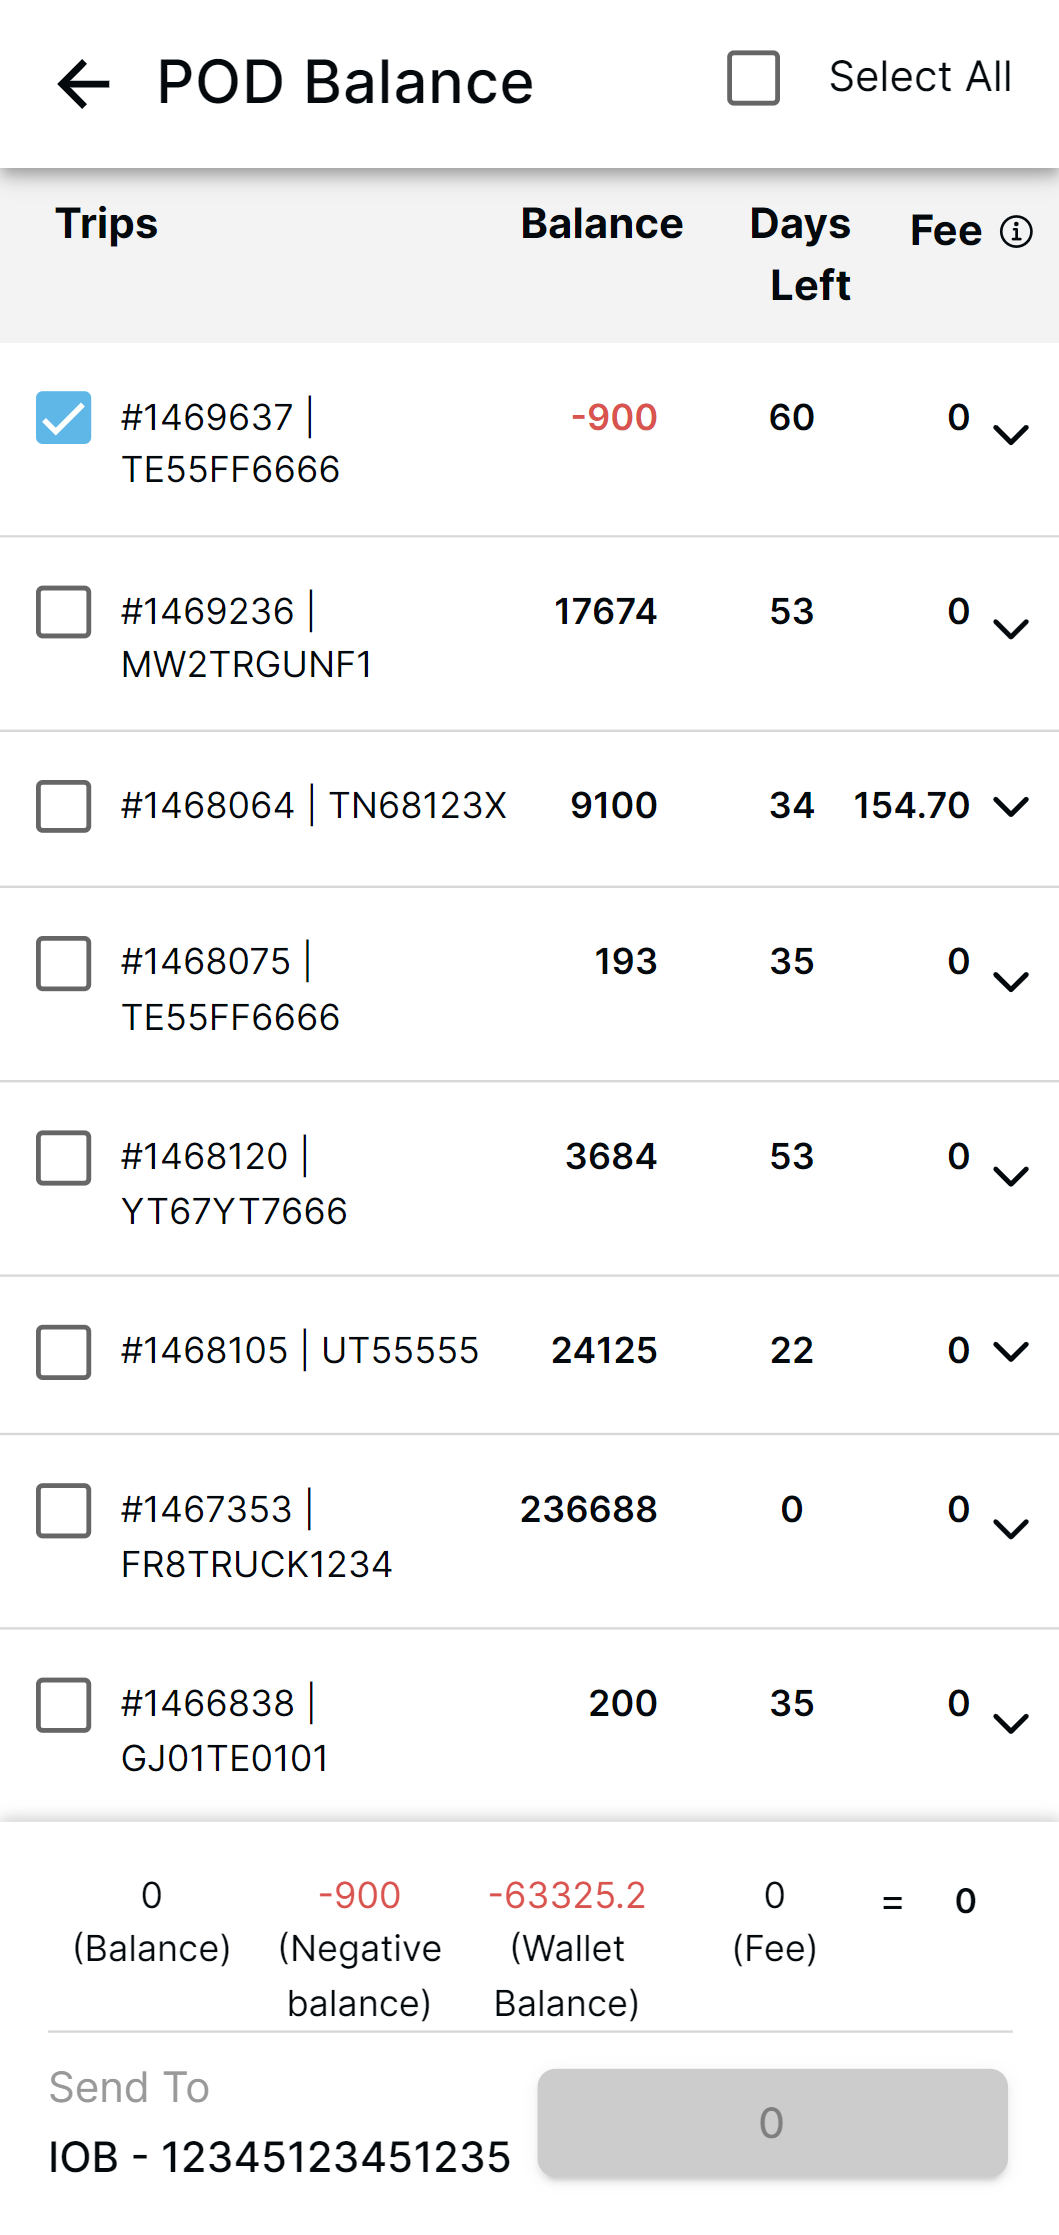 POD Balance Select All
Trips Balance Days Left Fee
#1469637 | -900 60 0
TE55FF6666
#1469236 | 17674 53 0
MW2TRGUNF1
#1468064 | TN68123X 9100 34 154.70
#1468075 | 193 35 0
TE55FF6666
#1468120 | 3684 53 0
YT67YT7666
#1468105 | UT55555 24125 22 0
#1467353 | 236688 0 0
FR8TRUCK1234
#1466838 | 200 35 0
GJ01TE0101
0 -900 -63325.2 0 = 0
(Balance) (Negative balance) (Wallet Balance) (Fee)
Send To
IOB - 12345123451235 0